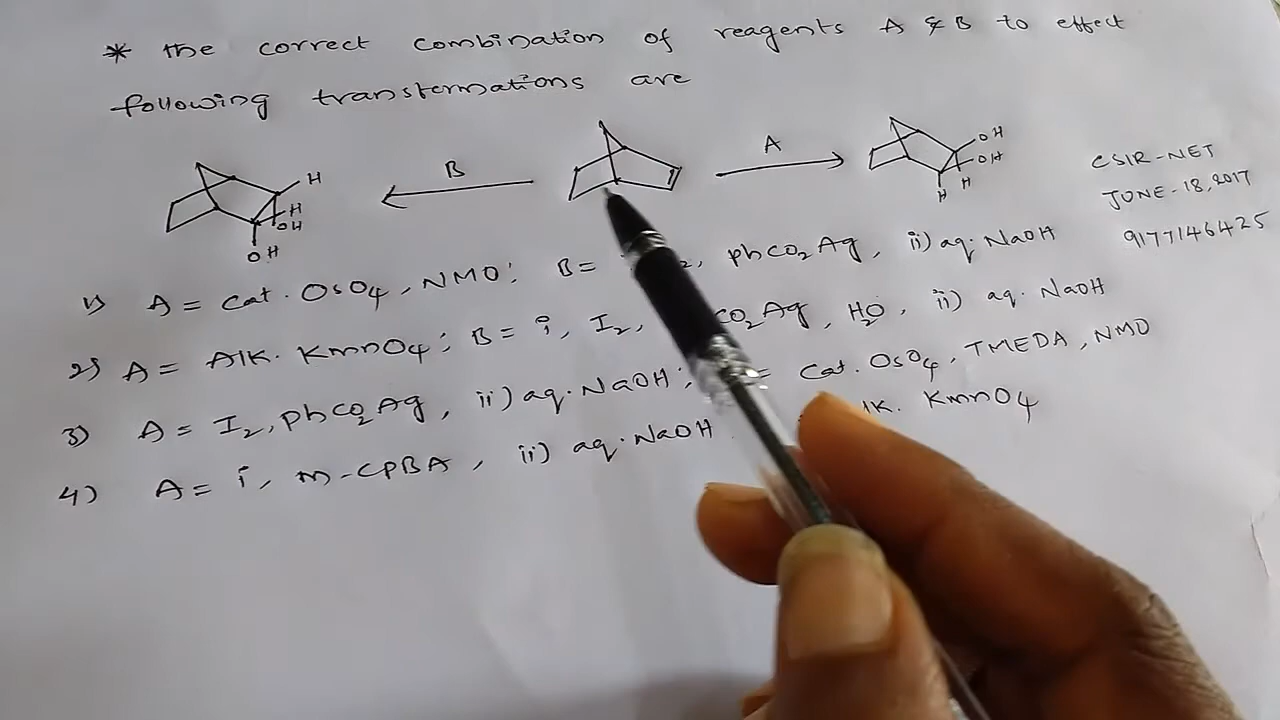 * The correct combination of reagents A & B to effect
following transformations are
B
A
H
H
OH
OH
OH
OH
H
H
CSIR-NET
JUNE-18,2017
9177146425
1) A = Cat. OsO4, NMO; B = phCO2Ag, ii) aq. NaOH
2) A = Alk. KmnO4; B = i, I2, H2O, ii) aq. NaOH
3) A = I2, phCO2Ag, ii) aq. NaOH; = Cat. OsO4, TMEDA, NMO
4) A = i, m-CPBA, ii) aq. NaOH KmnO4